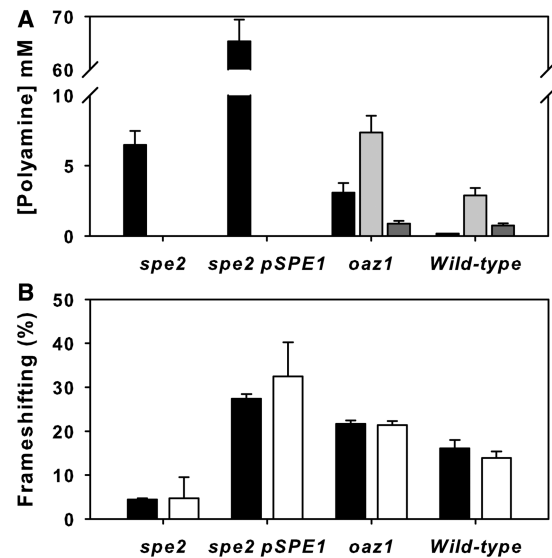 A
[Polyamine] mM
70
60
10
5
0
spe2 spe2 pSPE1 oaz1 Wild-type
B
Frameshifting (%)
50
40
30
20
10
0
spe2 spe2 pSPE1 oaz1 Wild-type